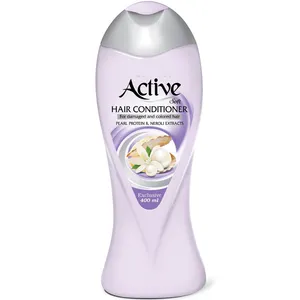 Active
Soft
HAIR CONDITIONER
For damaged and colored hair
PEARL PROTEIN & NEROLI EXTRACTS
Exclusive
400 ml